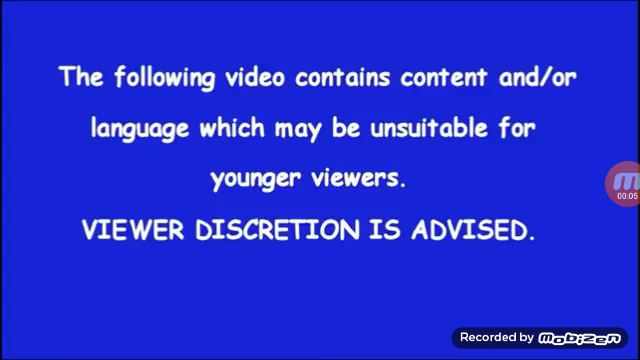 The following video contains content and/or
language which may be unsuitable for
younger viewers.
VIEWER DISCRETION IS ADVISED.
00:05
Recorded by mobizen